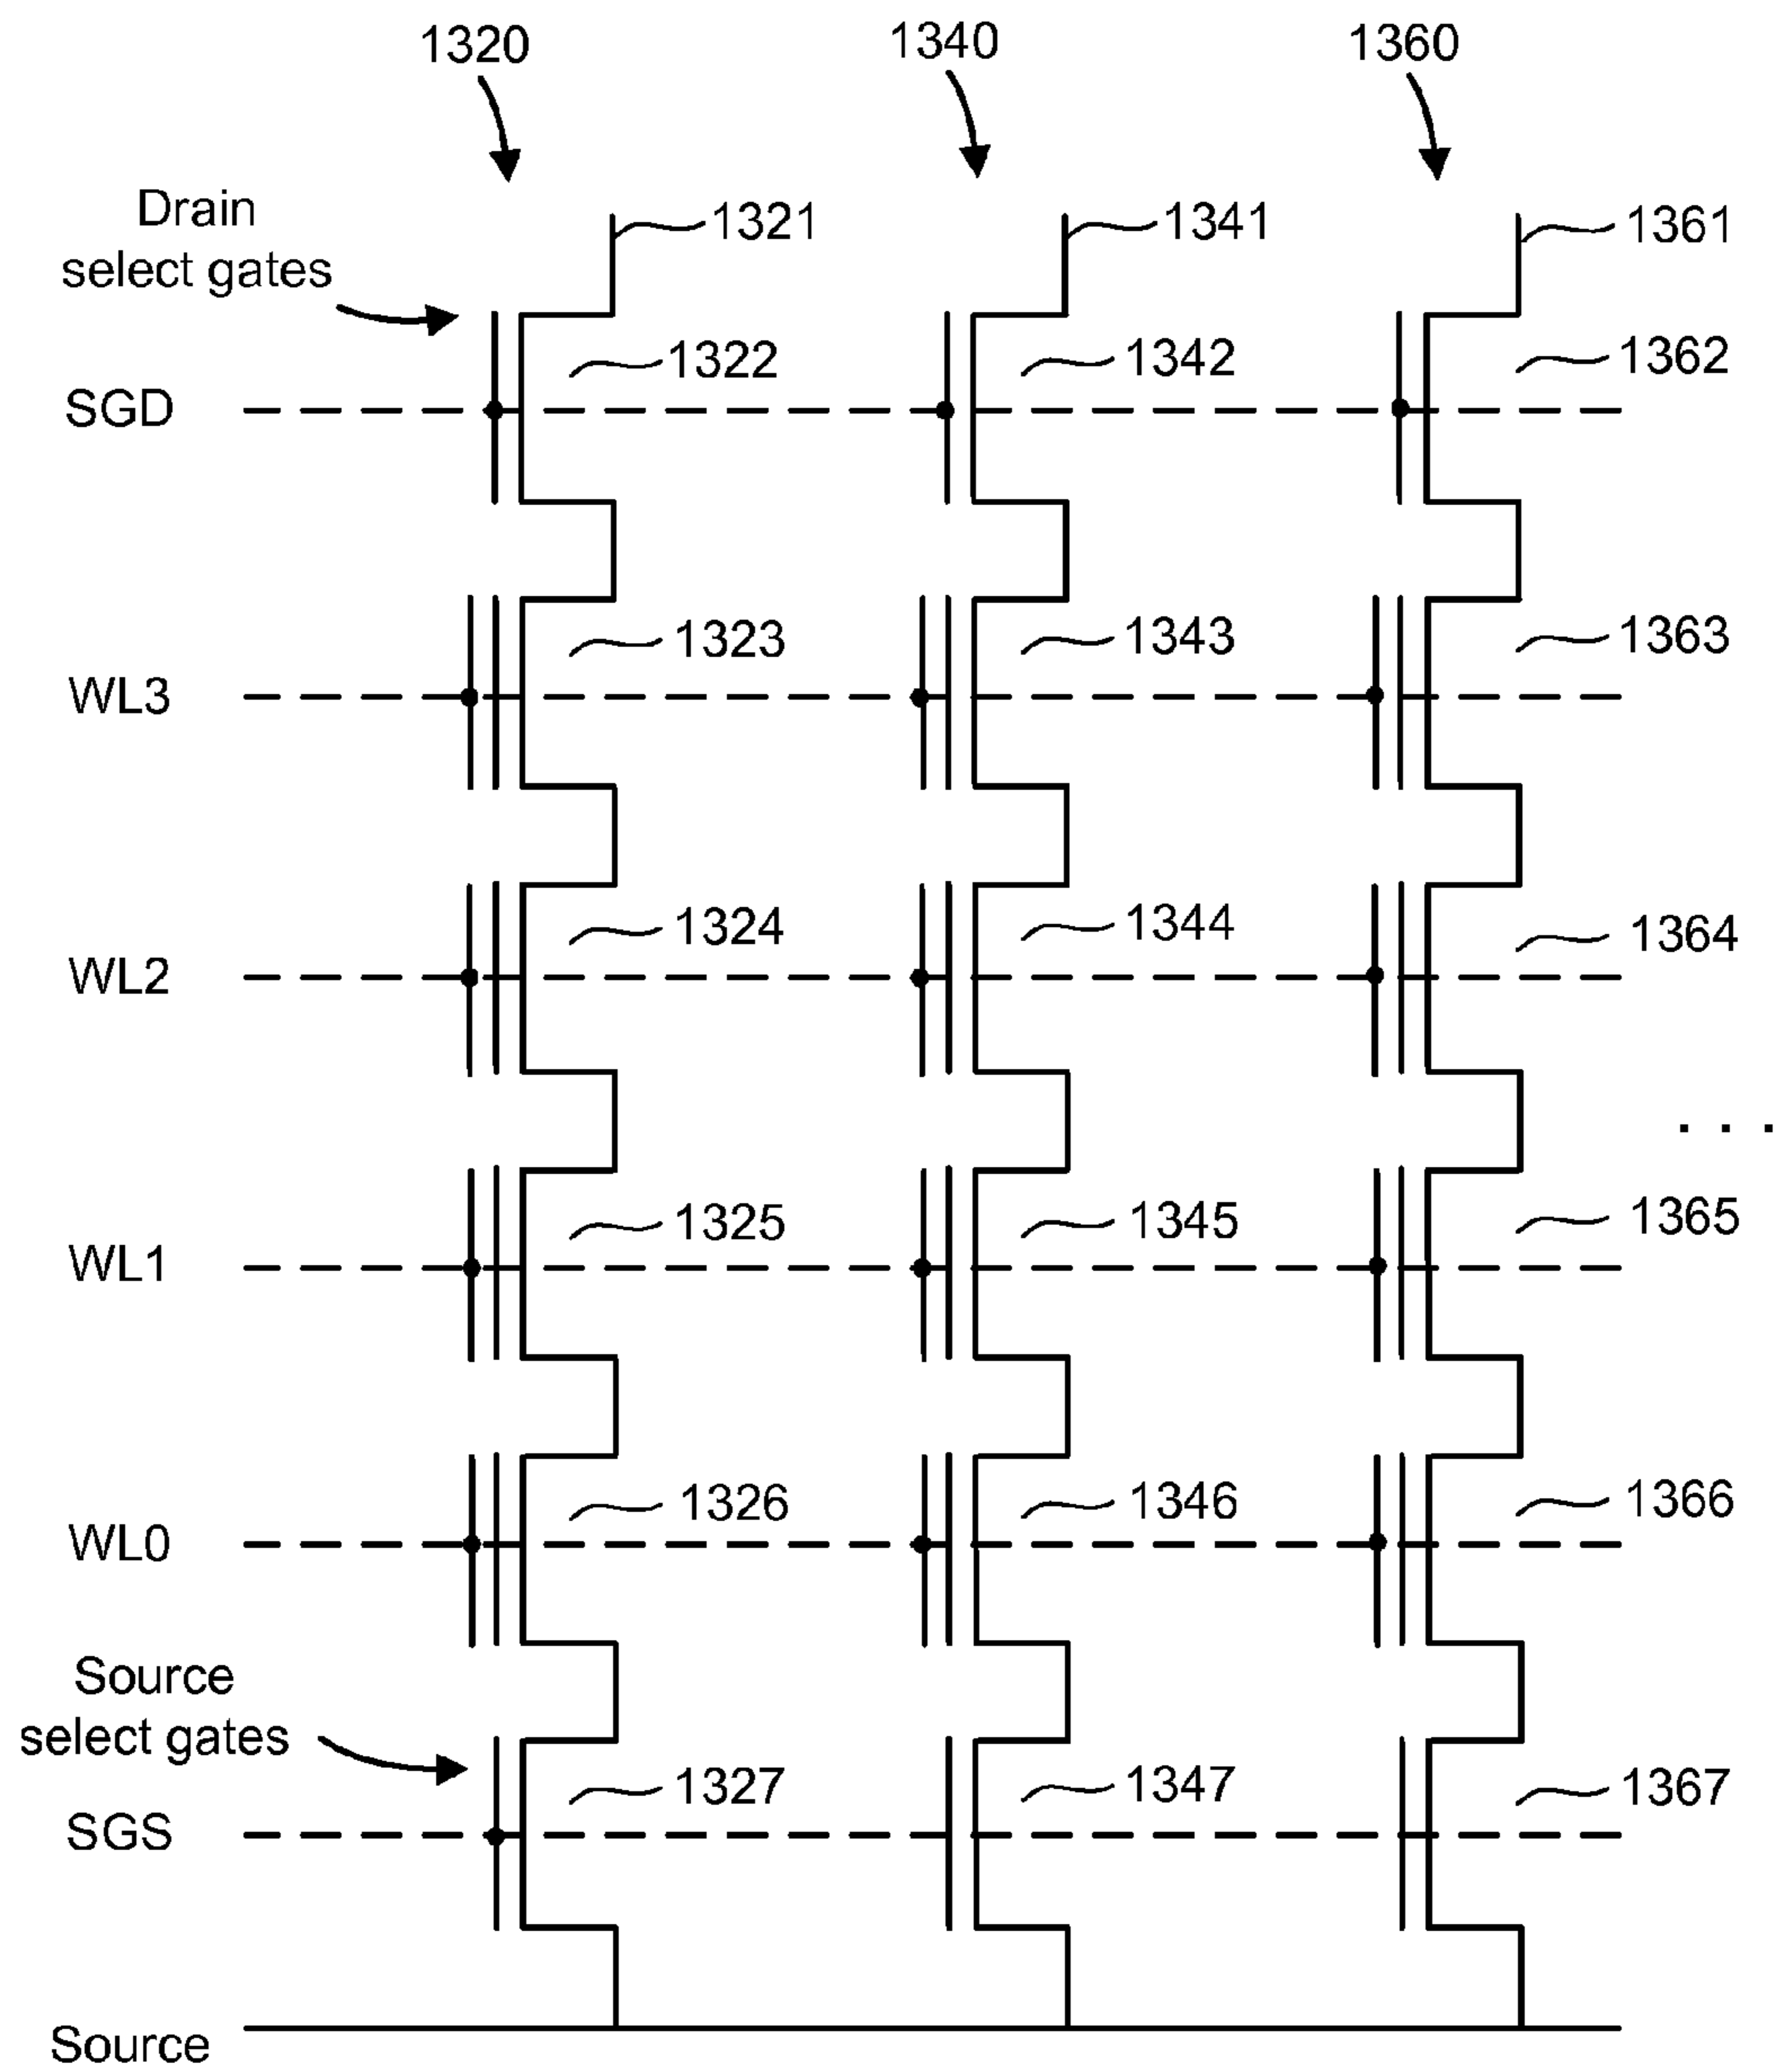 1320
1340
1360
Drain
select gates
1321
1341
1361
1322
1342
1362
SGD
1323
1343
1363
WL3
1324
1344
1364
WL2
. . .
1325
1345
1365
WL1
1326
1346
1366
WL0
Source
select gates
1327
1347
1367
SGS
Source